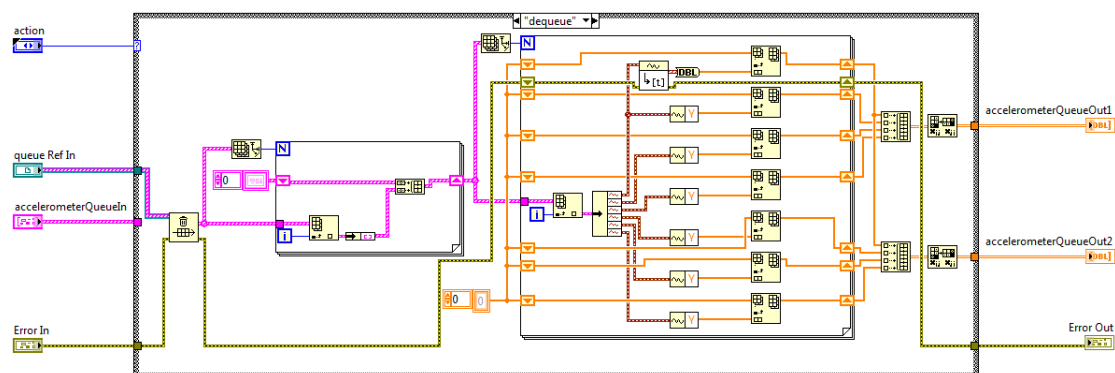 "dequeue"
action
?
N
N
[t]
DBL
accelerometerQueueOut1
DBL]
Y
queue Ref In
Y
0
accelerometerQueueIn
Y
i
i
Y
accelerometerQueueOut2
DBL]
Y
0
0
Y
Error In
Error Out